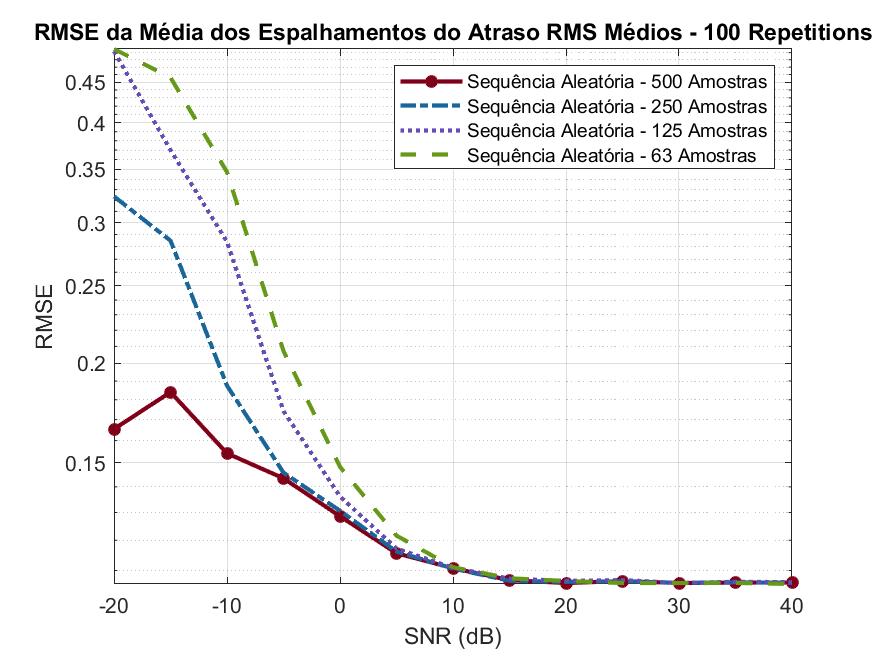 RMSE da Média dos Espalhamentos do Atraso RMS Médios - 100 Repetitions
Sequência Aleatória - 500 Amostras
Sequência Aleatória - 250 Amostras
Sequência Aleatória - 125 Amostras
Sequência Aleatória - 63 Amostras
0.45
0.4
0.35
0.3
0.25
0.2
0.15
RMSE
-20 -10 0 10 20 30 40
SNR (dB)